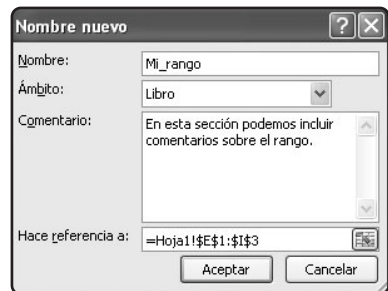 Nombre nuevo
Nombre:
Mi_rango
Ámbito:
Libro
Comentario:
En esta sección podemos incluir
comentarios sobre el rango.
Hace referencia a:
=Hoja1!$E$1:$I$3
Aceptar
Cancelar